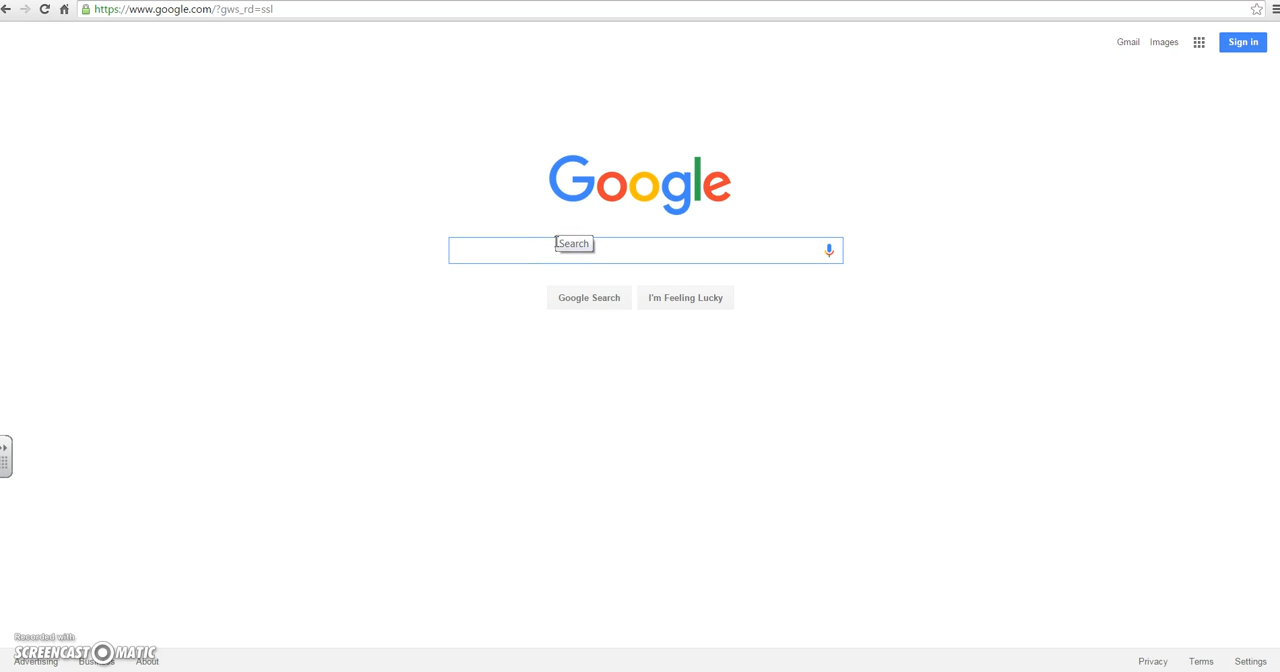 https://www.google.com/?gws_rd=ssl
Gmail Images Sign in
Google
Search
Google Search I'm Feeling Lucky
Recorded with
SCREENCAST-O-MATIC
Advertising Business About
Privacy Terms Settings